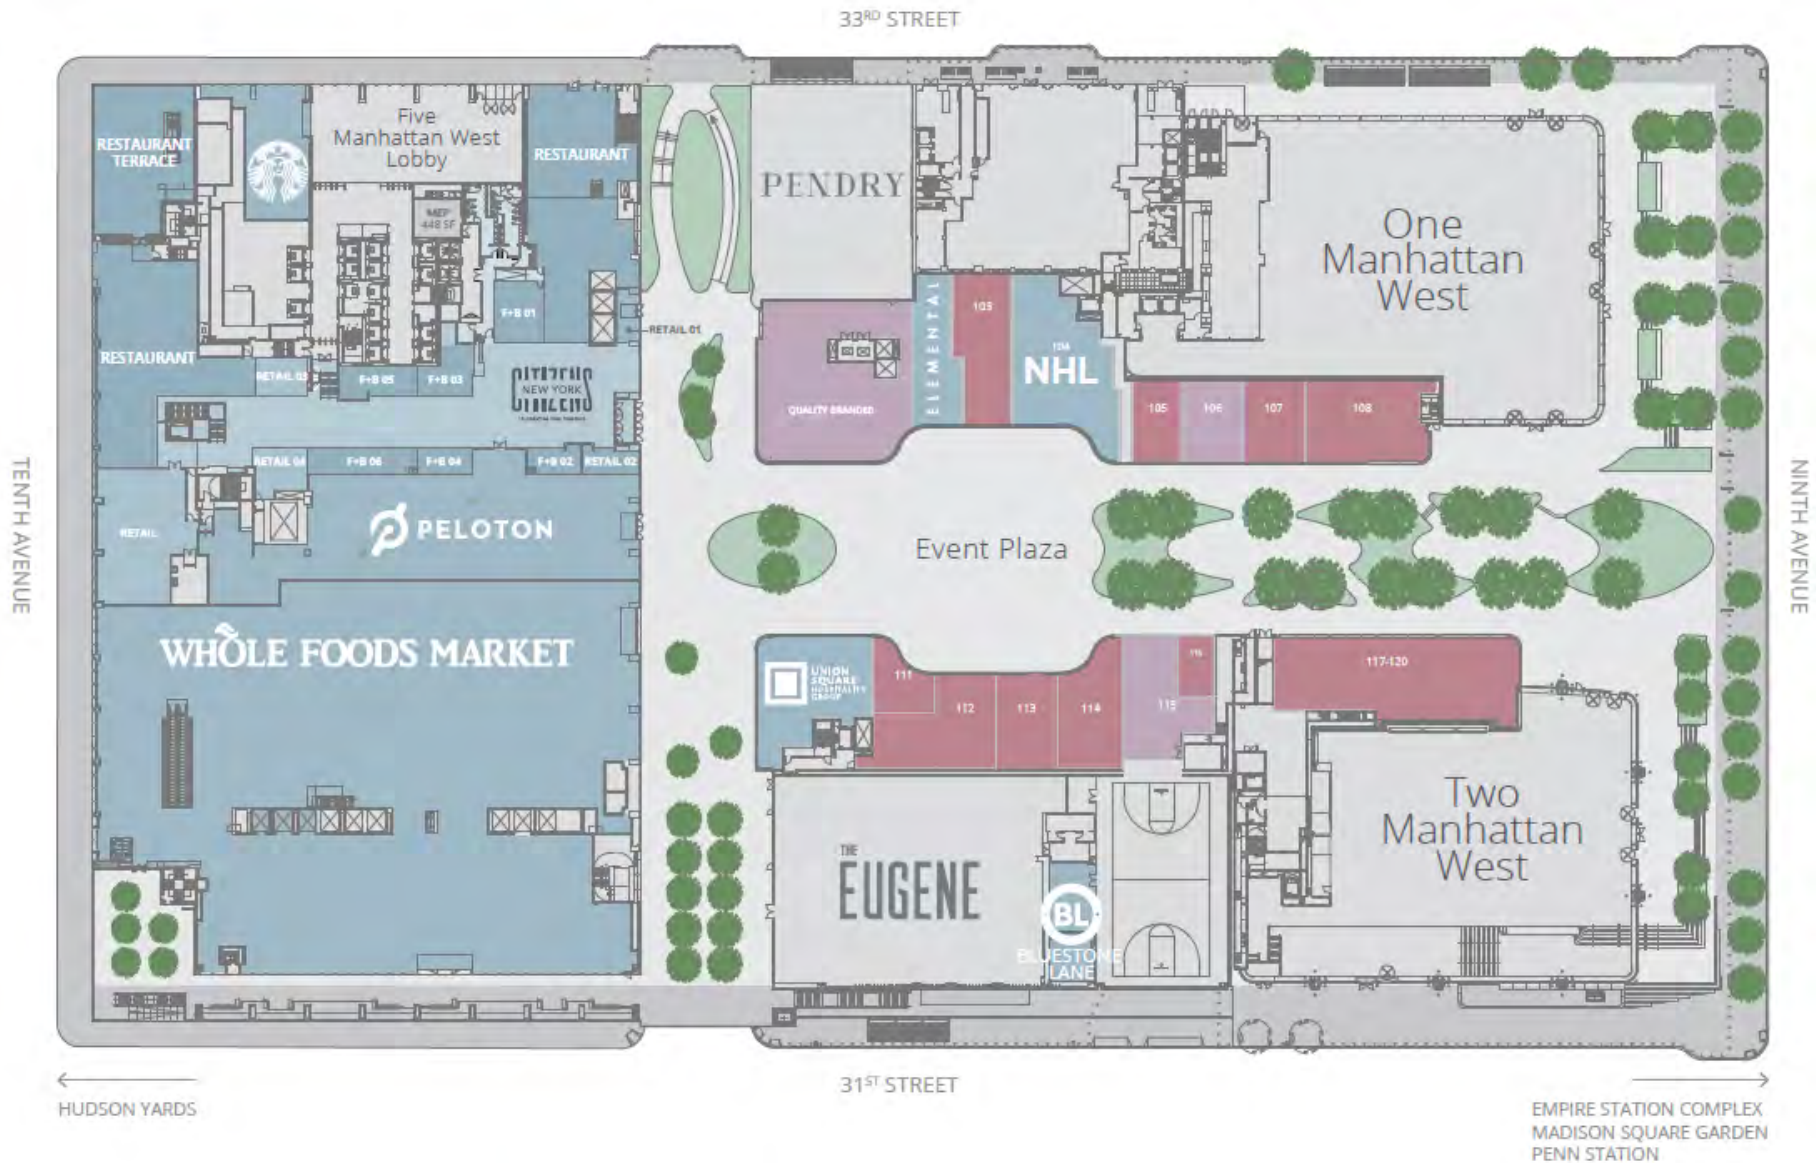 33RD STREET
RESTAURANT
TERRACE
Five
Manhattan West
Lobby
RESTAURANT
MEP
448 SF
PENDRY
One
Manhattan
West
F+B 01
RETAIL 01
ELEMENTAL
103
104
NHL
RESTAURANT
RETAIL 03
F+B 05
F+B 03
CITIZENS
NEW YORK
CITIZENS
QUALITY BRANDED
105
106
107
108
RETAIL 04
F+B 06
F+B 04
F+B 02
RETAIL 02
TENTH AVENUE
NINTH AVENUE
RETAIL
PELOTON
Event Plaza
WHOLE FOODS MARKET
UNION
SQUARE
HOSPITALITY
GROUP
111
112
113
114
115
116
117-120
Two
Manhattan
West
THE
EUGENE
BL
BLUESTONE
LANE
31ST STREET
HUDSON YARDS
EMPIRE STATION COMPLEX
MADISON SQUARE GARDEN
PENN STATION